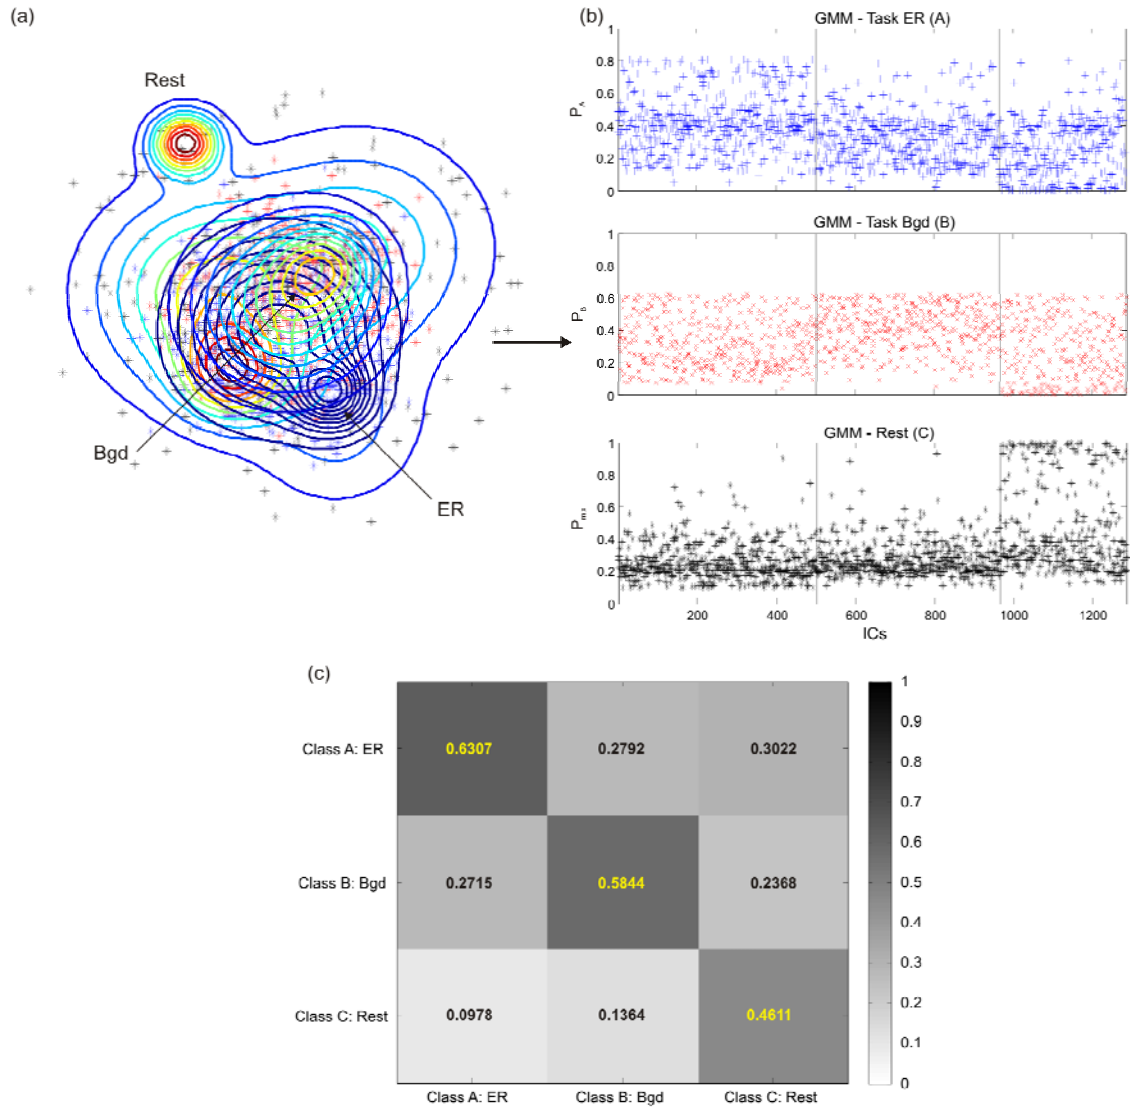 (a)
Rest
Bgd
ER
(b)
GMM - Task ER (A)
1
0.8
0.6
0.4
0.2
0
P_A
GMM - Task Bgd (B)
1
0.8
0.6
0.4
0.2
0
P_b
GMM - Rest (C)
1
0.8
0.6
0.4
0.2
0
200
400
600
800
1000
1200
ICs
(c)
Class A: ER
0.6307
0.2792
0.3022
Class B: Bgd
0.2715
0.5844
0.2368
Class C: Rest
0.0978
0.1364
0.4611
Class A: ER
Class B: Bgd
Class C: Rest
1
0.9
0.8
0.7
0.6
0.5
0.4
0.3
0.2
0.1
0